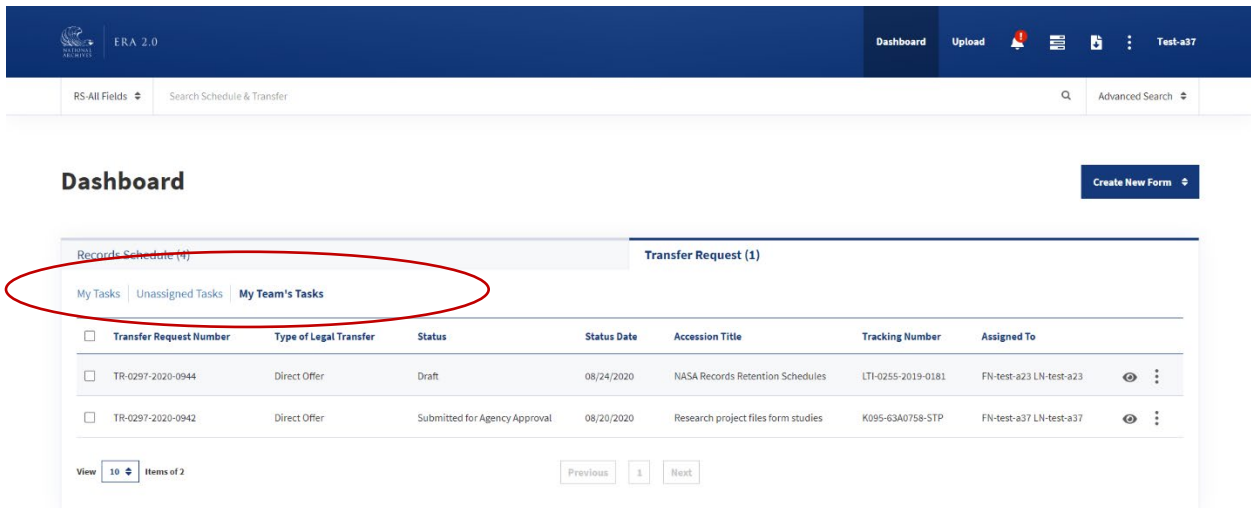 NATIONAL ARCHIVES ERA 2.0 Dashboard Upload Test-a37
RS-All Fields Search Schedule & Transfer Advanced Search
Dashboard
Create New Form
Records Schedule (4) Transfer Request (1)
My Tasks Unassigned Tasks My Team's Tasks
Transfer Request Number Type of Legal Transfer Status Status Date Accession Title Tracking Number Assigned To
TR-0297-2020-0944 Direct Offer Draft 08/24/2020 NASA Records Retention Schedules LTI-0255-2019-0181 FN-test-a23 LN-test-a23
TR-0297-2020-0942 Direct Offer Submitted for Agency Approval 08/20/2020 Research project files form studies K095-63A0758-STP FN-test-a37 LN-test-a37
View 10 Items of 2 Previous 1 Next